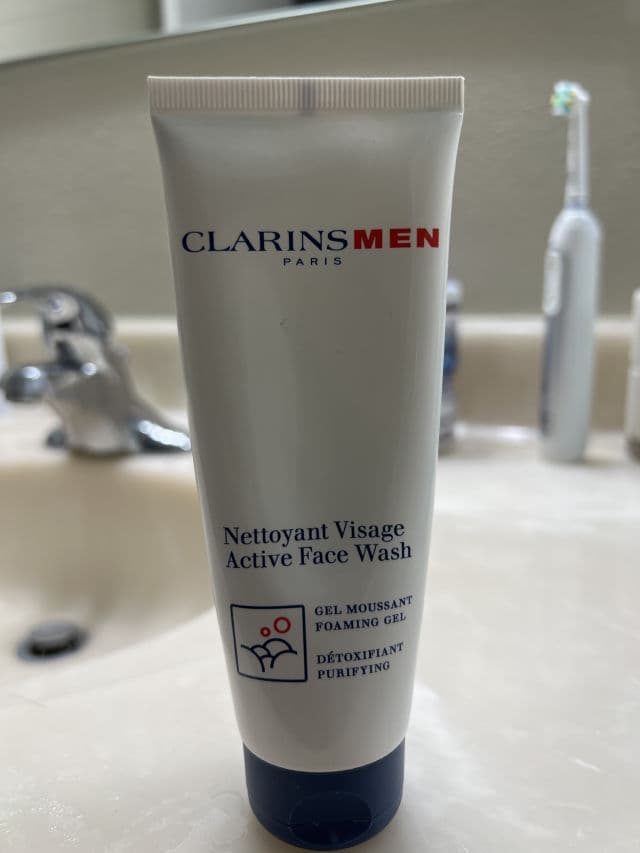 CLARINSMEN
PARIS
Nettoyant Visage
Active Face Wash
GEL MOUSSANT
FOAMING GEL
DÉTOXIFIANT
PURIFYING